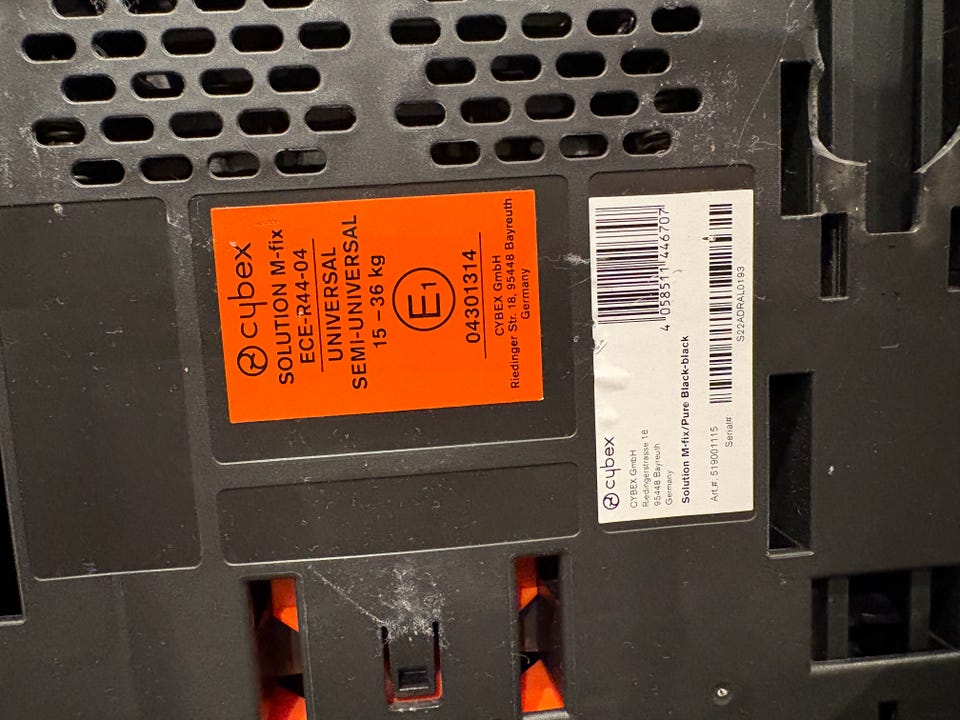 cybex
SOLUTION M-fix
ECE-R44-04
UNIVERSAL
SEMI-UNIVERSAL
15 – 36 kg
E1
04301314
CYBEX GmbH
Riedinger Str. 18, 95448 Bayreuth
Germany
4 058511 446707
cybex
CYBEX GmbH
Riedingerstrasse 18
95448 Bayreuth
Germany
Solution M-fix/Pure Black-black
Art.#: 519001115
Serial#:
S22ADRAL0193